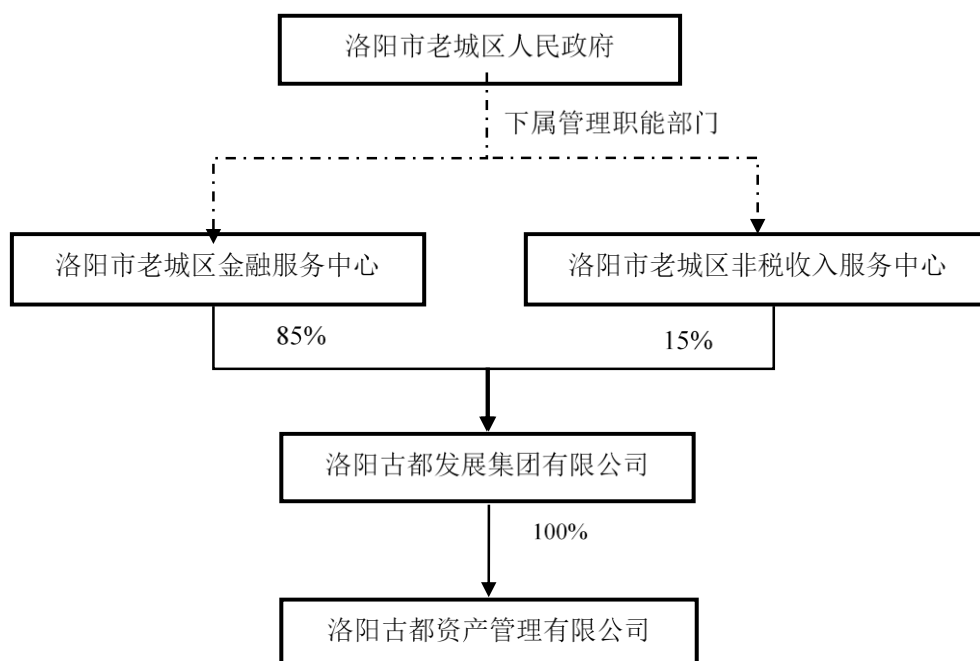 洛阳市老城区人民政府
下属管理职能部门
洛阳市老城区金融服务中心
洛阳市老城区非税收入服务中心
85%
15%
洛阳古都发展集团有限公司
100%
洛阳古都资产管理有限公司